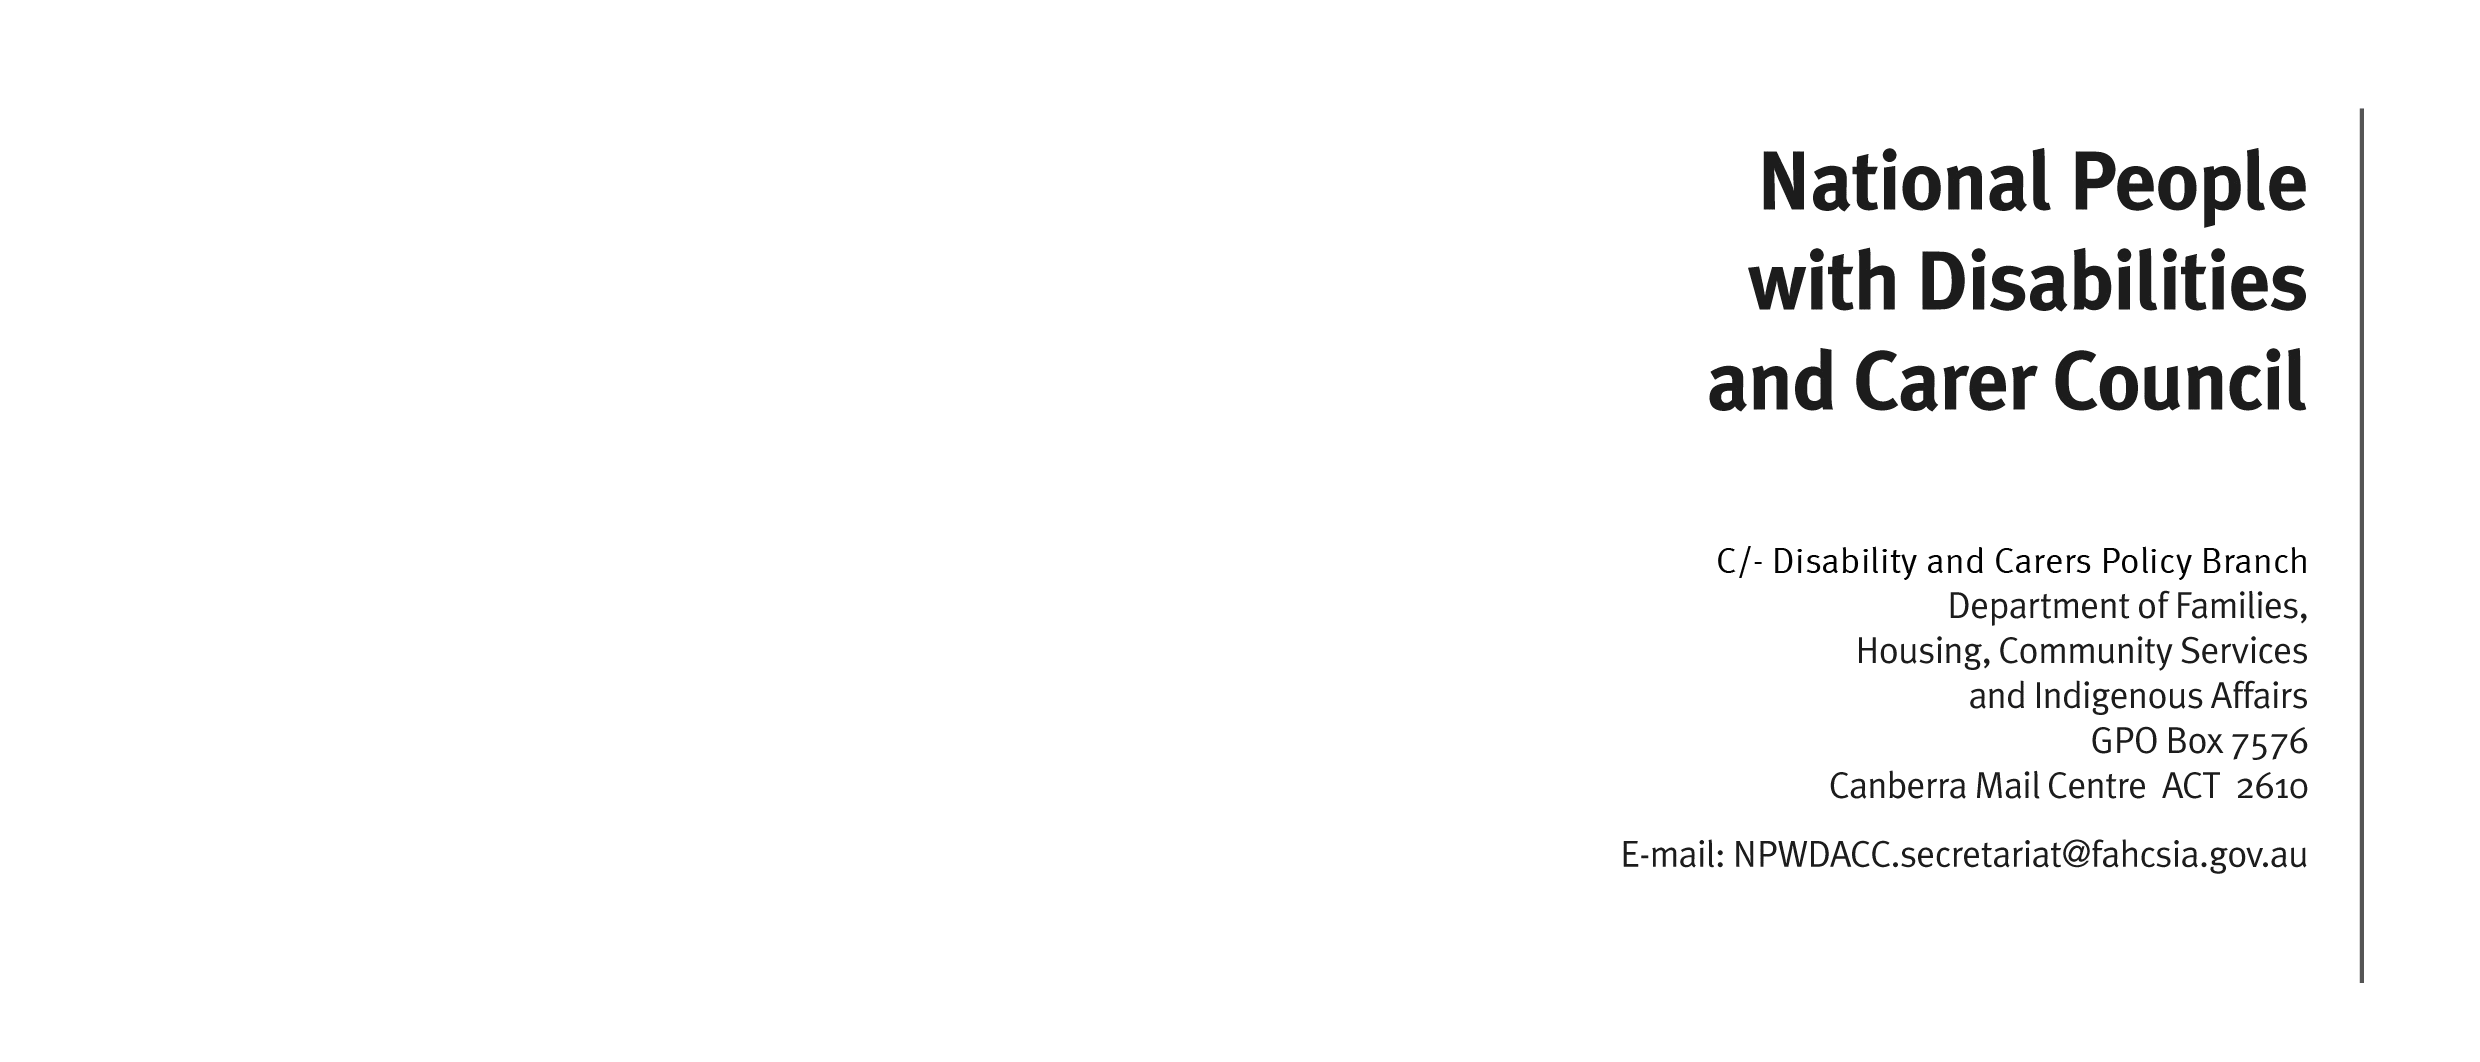 National People
with Disabilities
and Carer Council
C/- Disability and Carers Policy Branch
Department of Families,
Housing, Community Services
and Indigenous Affairs
GPO Box 7576
Canberra Mail Centre  ACT  2610
E-mail: NPWDACC.secretariat@fahcsia.gov.au